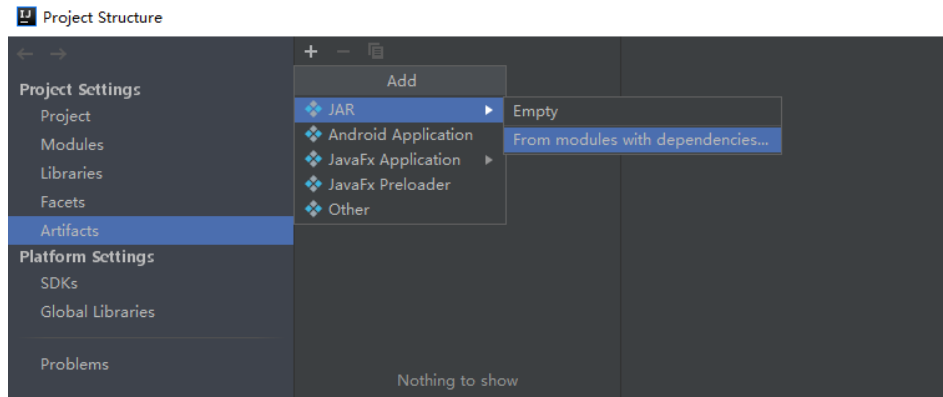 Project Structure
Project Settings
Project
Modules
Libraries
Facets
Artifacts
Platform Settings
SDKs
Global Libraries
Problems
Add
JAR
Android Application
JavaFx Application
JavaFx Preloader
Other
Empty
From modules with dependencies...
Nothing to show